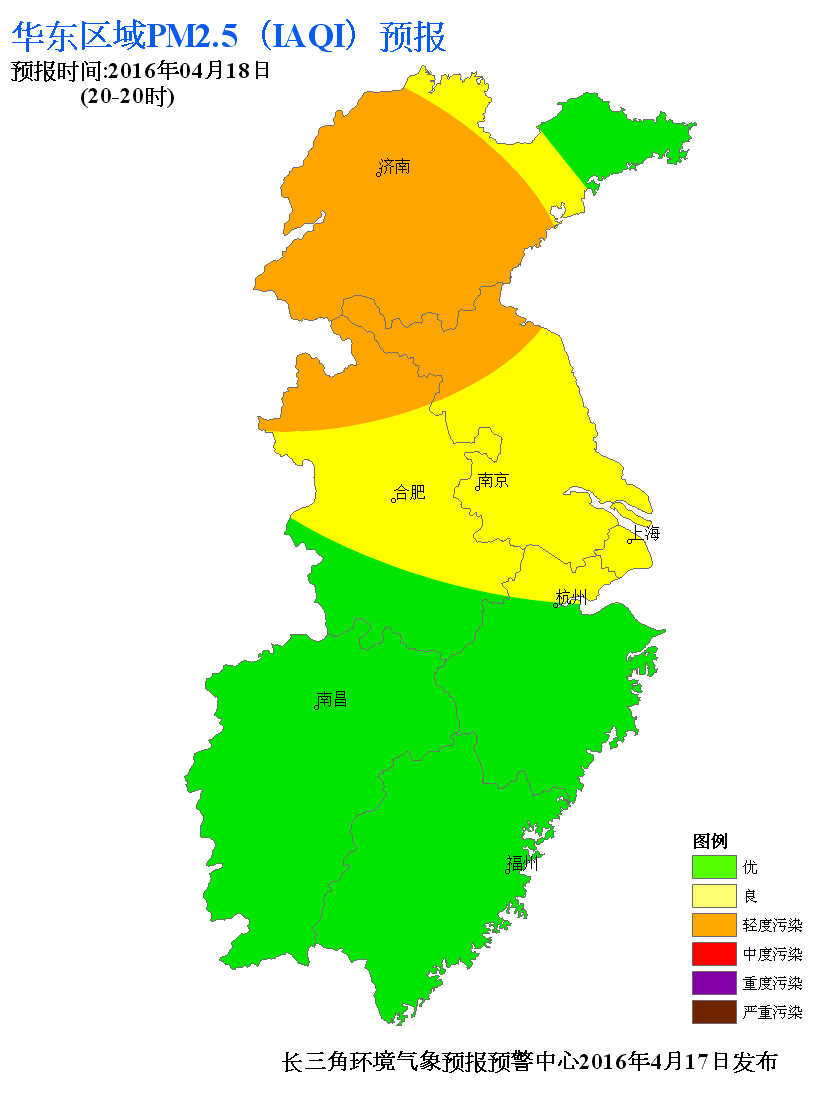 华东区域PM2.5（IAQI）预报
预报时间:2016年04月18日
(20-20时)
济南
合肥
南京
上海
杭州
南昌
福州
图例
优
良
轻度污染
中度污染
重度污染
严重污染
长三角环境气象预报预警中心2016年4月17日发布